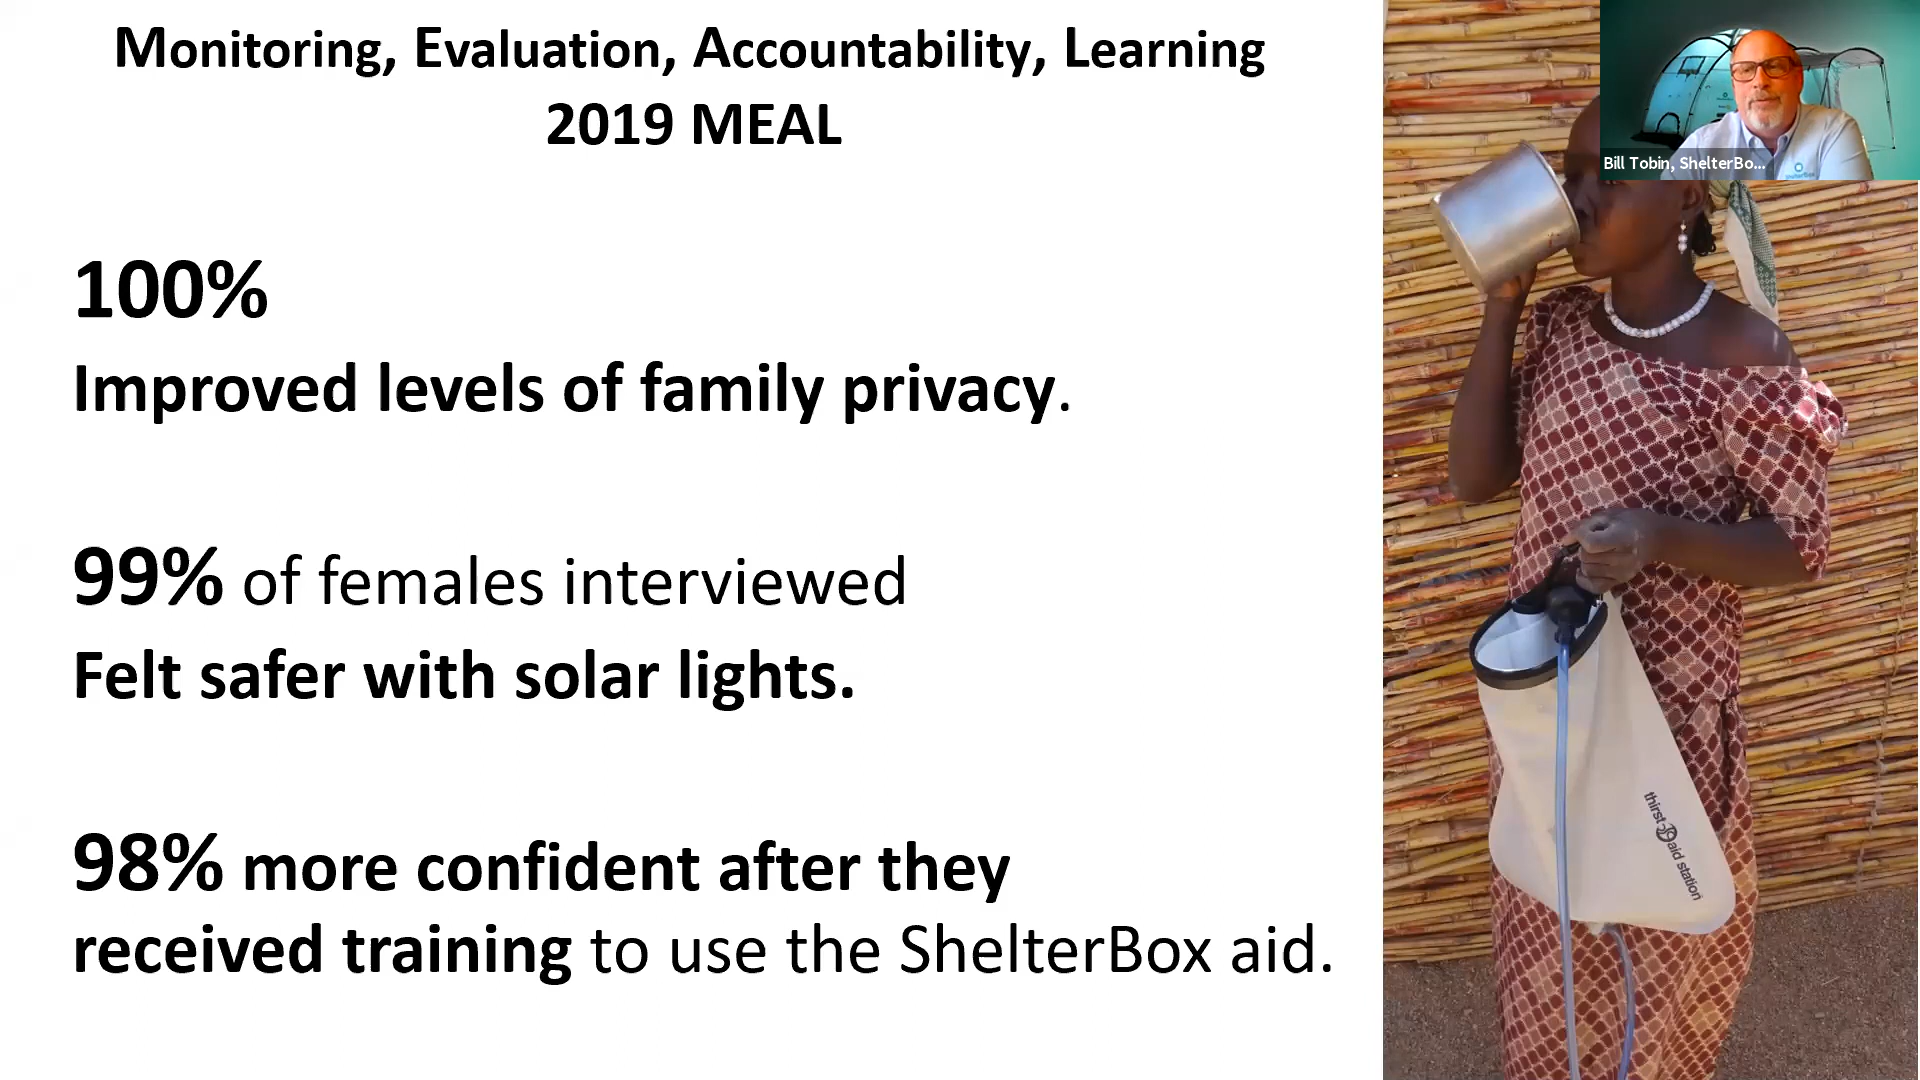 Monitoring, Evaluation, Accountability, Learning
2019 MEAL
100%
Improved levels of family privacy.
99% of females interviewed
Felt safer with solar lights.
98% more confident after they
received training to use the ShelterBox aid.
Bill Tobin, ShelterBo...
ShelterBox
thirst aid station